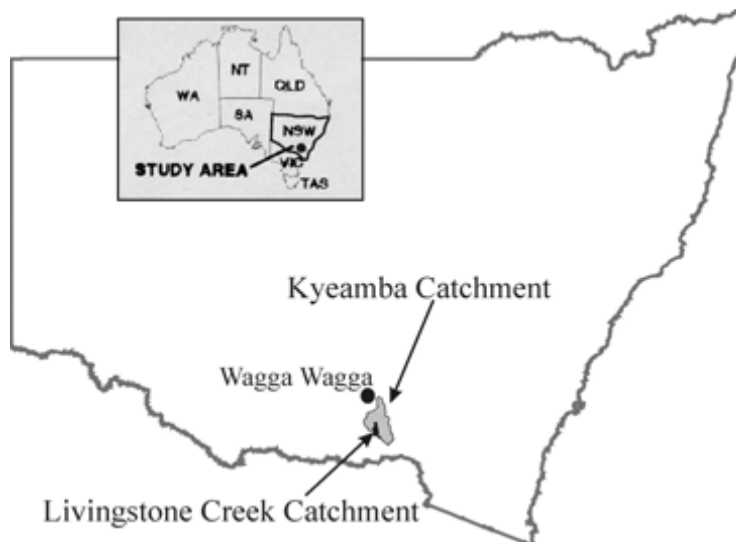 NT
QLD
WA
SA
NSW
STUDY AREA
VIC
TAS
Kyeamba Catchment
Wagga Wagga
Livingstone Creek Catchment